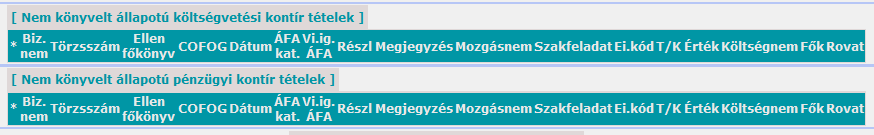 [ Nem könyvelt állapotú költségvetési kontír tételek ]
* Biz. nem Törzsszám Ellen főkönyv COFOG Dátum ÁFA kat. Vi.ig. ÁFA Részl Megjegyzés Mozgásnem Szakfeladat Ei.kód T/K Érték Költségnem Fők Rovat
[ Nem könyvelt állapotú pénzügyi kontír tételek ]
* Biz. nem Törzsszám Ellen főkönyv COFOG Dátum ÁFA kat. Vi.ig. ÁFA Részl Megjegyzés Mozgásnem Szakfeladat Ei.kód T/K Érték Költségnem Fők Rovat